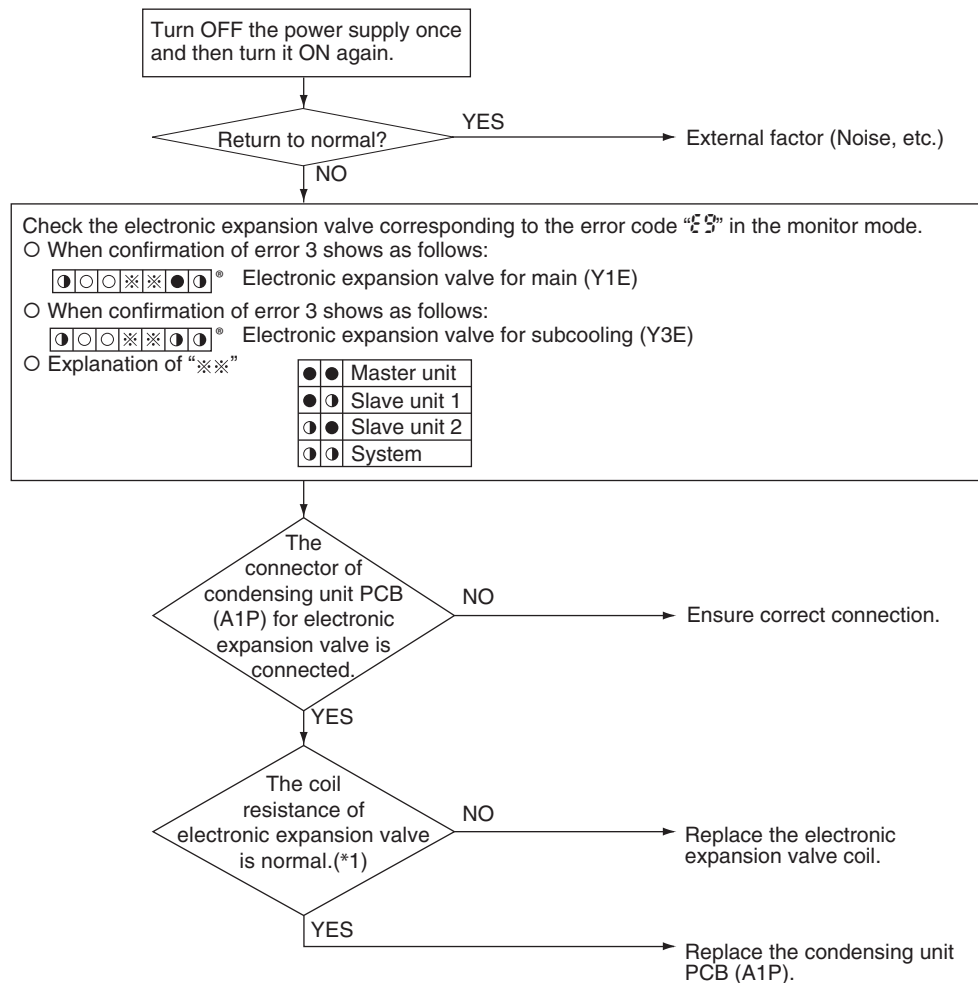 Turn OFF the power supply once
and then turn it ON again.
Return to normal?
YES
External factor (Noise, etc.)
NO
Check the electronic expansion valve corresponding to the error code “E9” in the monitor mode.
○ When confirmation of error 3 shows as follows:
◑ ○ ○ ※ ※ ● ◑ * Electronic expansion valve for main (Y1E)
○ When confirmation of error 3 shows as follows:
◑ ○ ○ ※ ※ ◑ ◑ * Electronic expansion valve for subcooling (Y3E)
○ Explanation of “※※”
● ● Master unit
● ◑ Slave unit 1
◑ ● Slave unit 2
◑ ◑ System
The
connector of
condensing unit PCB
(A1P) for electronic
expansion valve is
connected.
NO
Ensure correct connection.
YES
The coil
resistance of
electronic expansion valve
is normal.(*1)
NO
Replace the electronic
expansion valve coil.
YES
Replace the condensing unit
PCB (A1P).